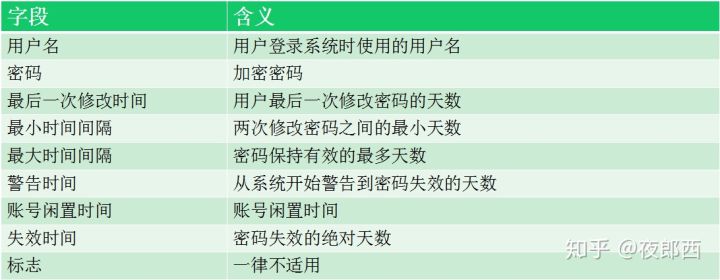 字段 含义
用户名 用户登录系统时使用的用户名
密码 加密密码
最后一次修改时间 用户最后一次修改密码的天数
最小时间间隔 两次修改密码之间的最小天数
最大时间间隔 密码保持有效的最多天数
警告时间 从系统开始警告到密码失效的天数
账号闲置时间 账号闲置时间
失效时间 密码失效的绝对天数
标志 一律不适用
知乎 @夜郎西